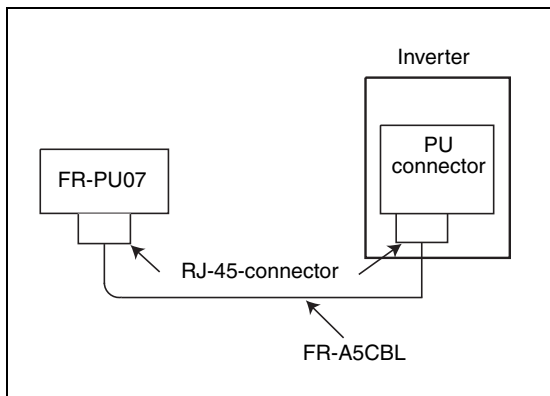 Inverter
PU
connector
FR-PU07
RJ-45-connector
FR-A5CBL